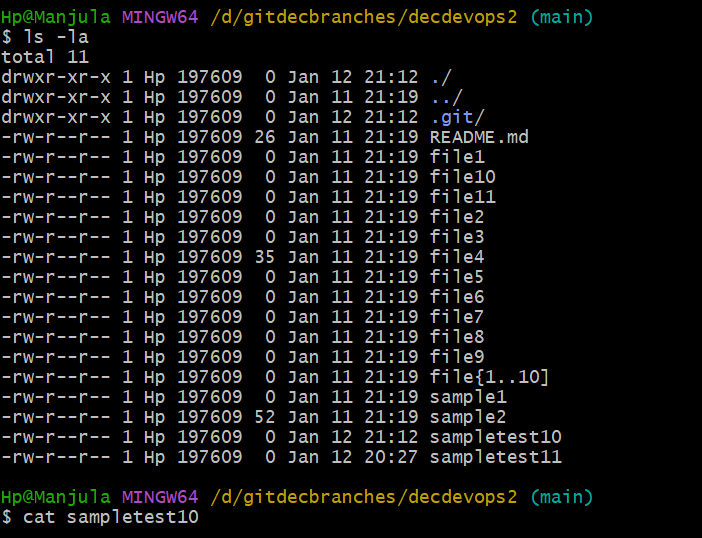 Hp@Manjula MINGW64 /d/gitdecbranches/decdevops2 (main)
$ ls -la
total 11
drwxr-xr-x 1 Hp 197609  0 Jan 12 21:12 ./
drwxr-xr-x 1 Hp 197609  0 Jan 11 21:19 ../
drwxr-xr-x 1 Hp 197609  0 Jan 12 21:12 .git/
-rw-r--r-- 1 Hp 197609 26 Jan 11 21:19 README.md
-rw-r--r-- 1 Hp 197609  0 Jan 11 21:19 file1
-rw-r--r-- 1 Hp 197609  0 Jan 11 21:19 file10
-rw-r--r-- 1 Hp 197609  0 Jan 11 21:19 file11
-rw-r--r-- 1 Hp 197609  0 Jan 11 21:19 file2
-rw-r--r-- 1 Hp 197609  0 Jan 11 21:19 file3
-rw-r--r-- 1 Hp 197609 35 Jan 11 21:19 file4
-rw-r--r-- 1 Hp 197609  0 Jan 11 21:19 file5
-rw-r--r-- 1 Hp 197609  0 Jan 11 21:19 file6
-rw-r--r-- 1 Hp 197609  0 Jan 11 21:19 file7
-rw-r--r-- 1 Hp 197609  0 Jan 11 21:19 file8
-rw-r--r-- 1 Hp 197609  0 Jan 11 21:19 file9
-rw-r--r-- 1 Hp 197609  0 Jan 11 21:19 file{1..10]
-rw-r--r-- 1 Hp 197609  0 Jan 11 21:19 sample1
-rw-r--r-- 1 Hp 197609 52 Jan 11 21:19 sample2
-rw-r--r-- 1 Hp 197609  0 Jan 12 21:12 sampletest10
-rw-r--r-- 1 Hp 197609  0 Jan 12 20:27 sampletest11
Hp@Manjula MINGW64 /d/gitdecbranches/decdevops2 (main)
$ cat sampletest10